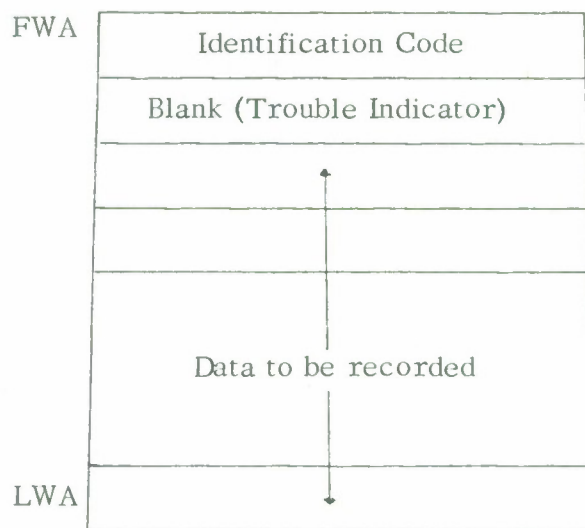 FWA
Identification Code
Blank (Trouble Indicator)
Data to be recorded
LWA